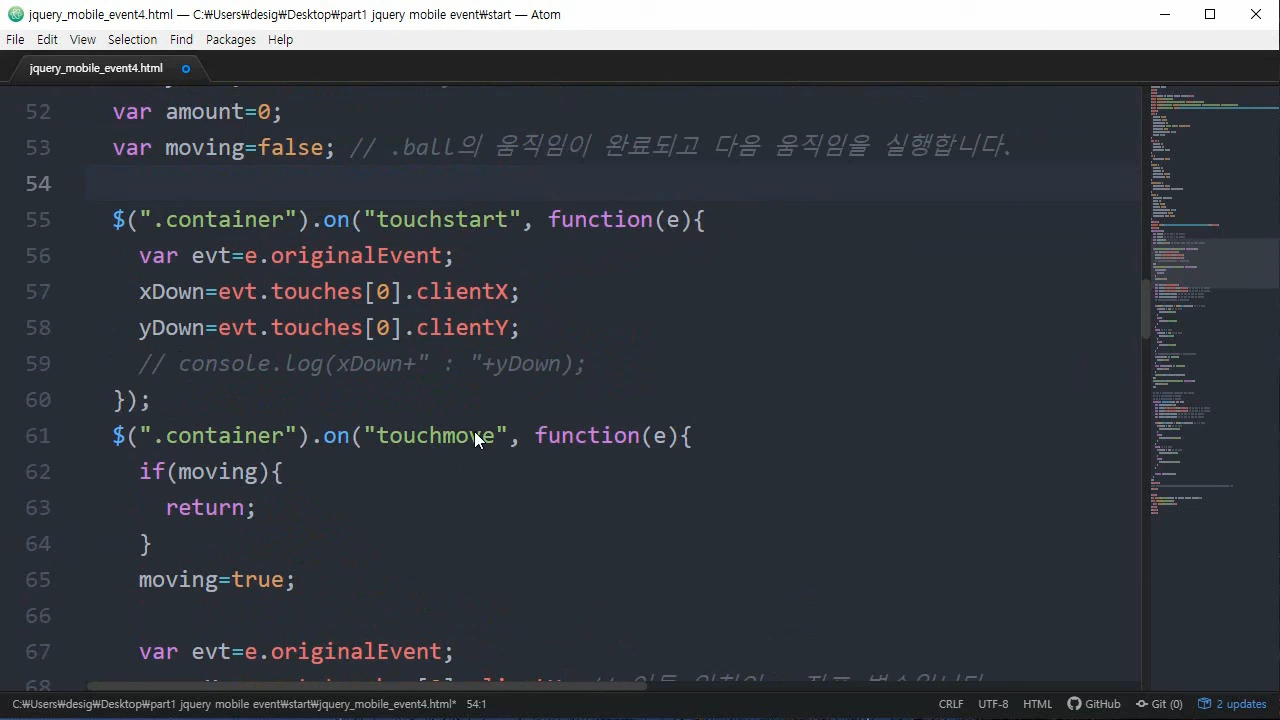 jquery_mobile_event4.html — C:₩Users₩desig₩Desktop₩part1 jquery mobile event₩start — Atom
File Edit View Selection Find Packages Help
jquery_mobile_event4.html
52 var amount=0;
53 var moving=false; // .ball 움직임이 완료되고 다음 움직임을 실행합니다.
54
55 $(".container").on("touchsart", function(e){
56 var evt=e.originalEvent;
57 xDown=evt.touches[0].clientX;
58 yDown=evt.touches[0].clientY;
59 // console.log(xDown+" : "+yDown);
60 });
61 $(".container").on("touchmove", function(e){
62 if(moving){
63 return;
64 }
65 moving=true;
66
67 var evt=e.originalEvent;
68
C:₩Users₩desig₩Desktop₩part1 jquery mobile event₩start₩jquery_mobile_event4.html* 54:1 CRLF UTF-8 HTML GitHub Git (0) 2 updates